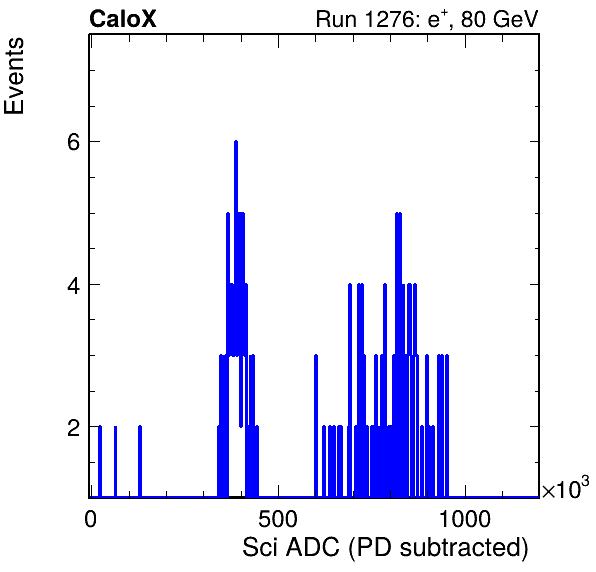 CaloX Run 1276: e⁺, 80 GeV
Events
6
4
2
0 500 1000 ×10³
Sci ADC (PD subtracted)